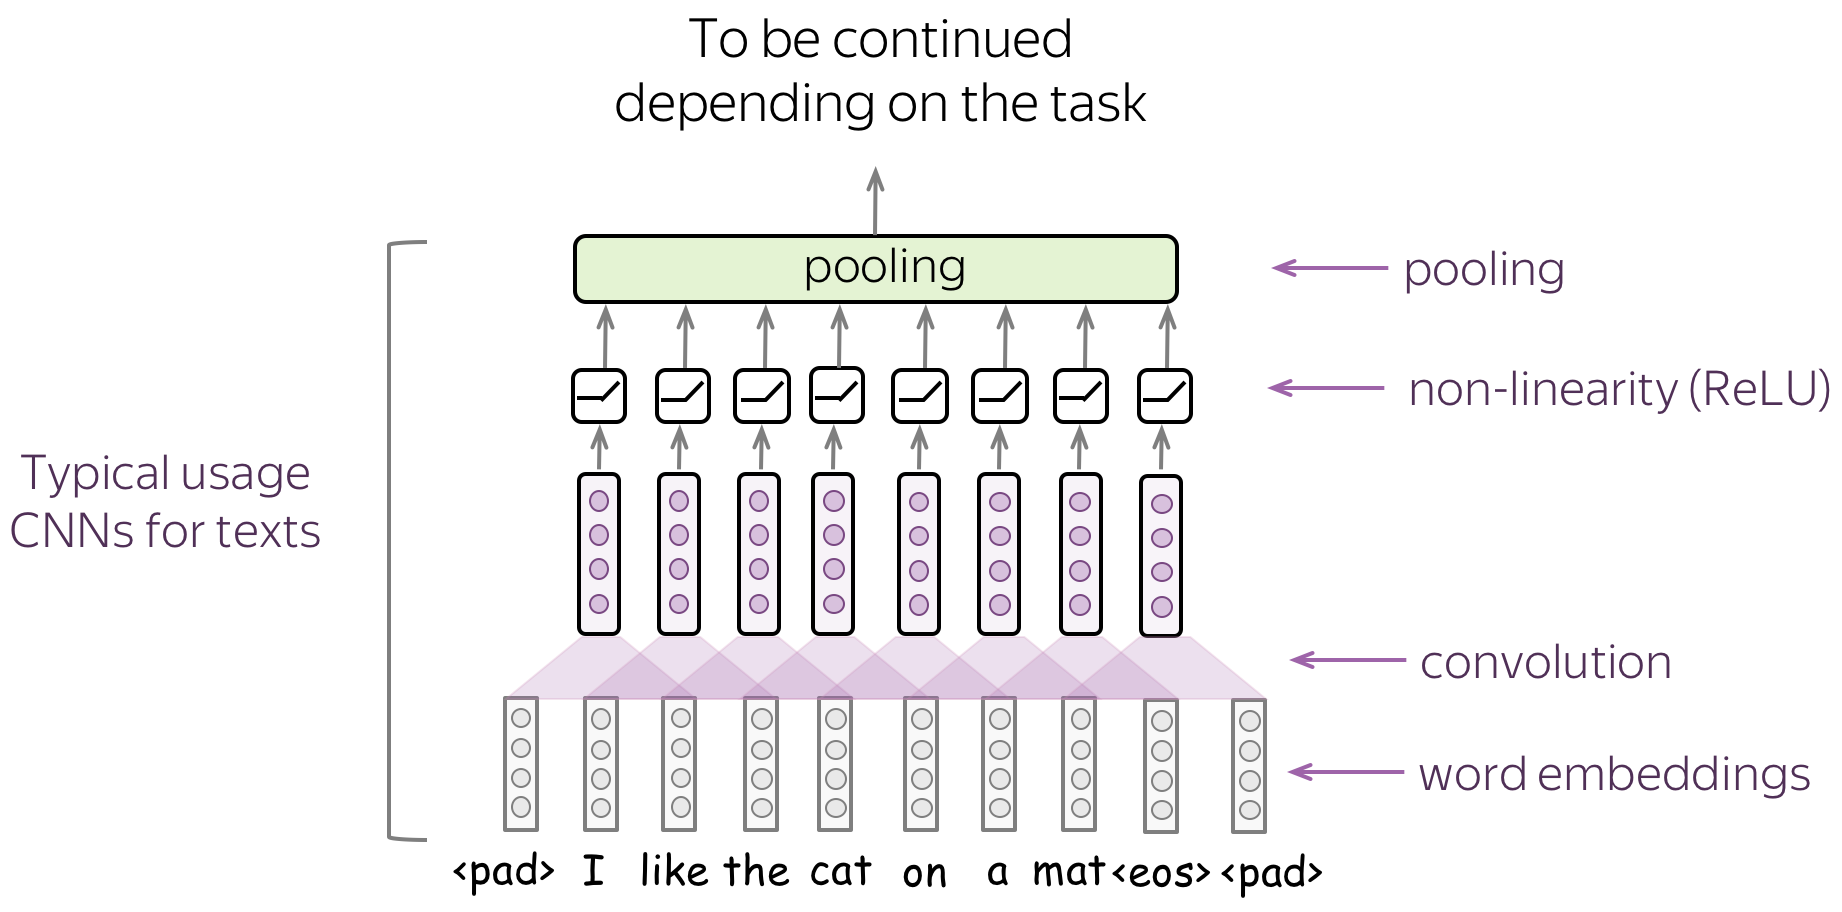 To be continued
depending on the task
pooling
pooling
non-linearity (ReLU)
Typical usage
CNNs for texts
convolution
word embeddings
<pad> I like the cat on a mat <eos> <pad>